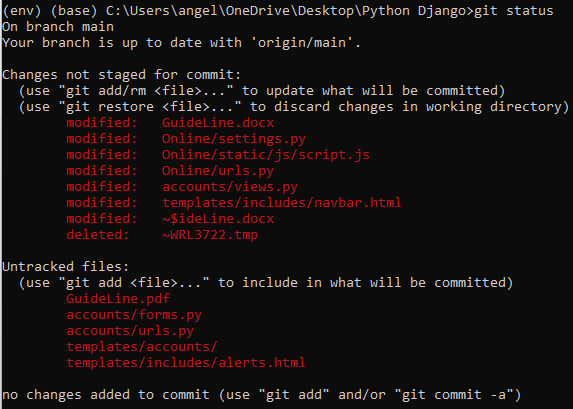 (env) (base) C:\Users\angel\OneDrive\Desktop\Python Django>git status
On branch main
Your branch is up to date with 'origin/main'.
Changes not staged for commit:
(use "git add/rm <file>..." to update what will be committed)
(use "git restore <file>..." to discard changes in working directory)
modified: GuideLine.docx
modified: Online/settings.py
modified: Online/static/js/script.js
modified: Online/urls.py
modified: accounts/views.py
modified: templates/includes/navbar.html
modified: ~$ideLine.docx
deleted: ~WRL3722.tmp
Untracked files:
(use "git add <file>..." to include in what will be committed)
GuideLine.pdf
accounts/forms.py
accounts/urls.py
templates/accounts/
templates/includes/alerts.html
no changes added to commit (use "git add" and/or "git commit -a")